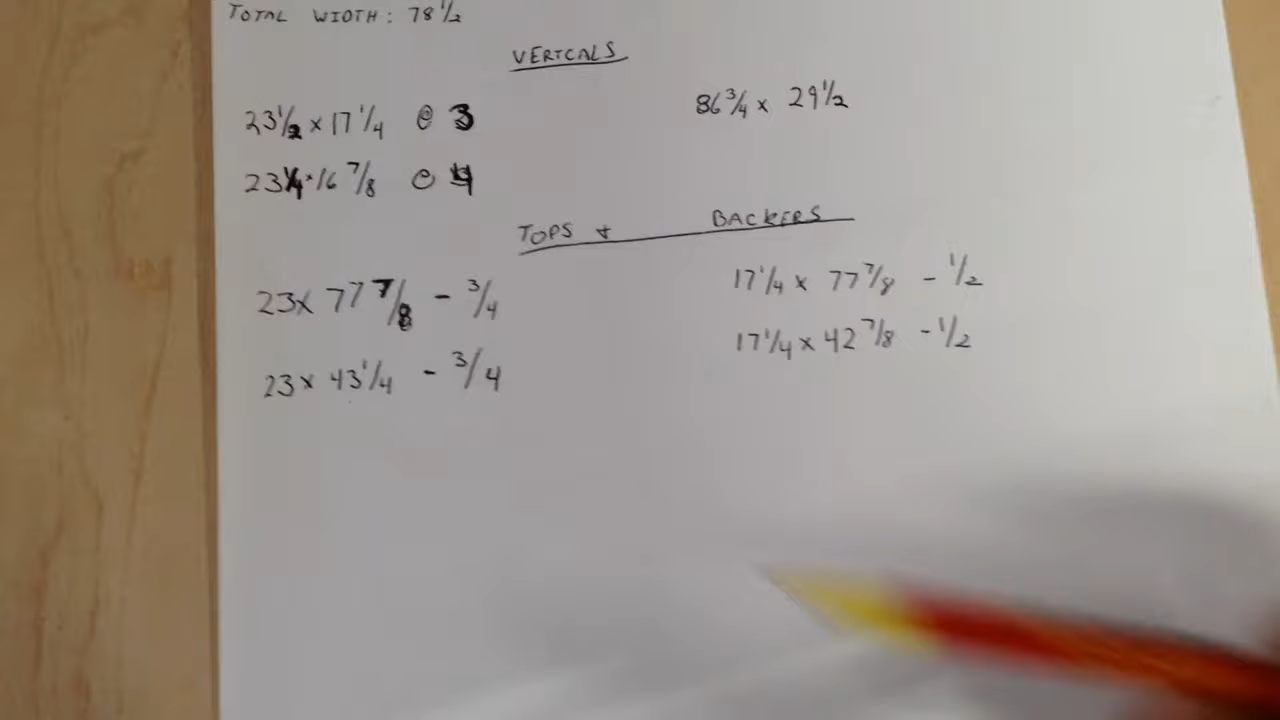 TOTAL WIDTH: 78 1/2
VERTCALS
23 1/2 x 17 1/4 @ 3
86 3/4 x 29 1/2
23 1/4 x 16 7/8 @ 4
TOPS + BACKERS
23 x 77 7/8 - 3/4
17 1/4 x 77 7/8 - 1/2
23 x 43 1/4 - 3/4
17 1/4 x 42 7/8 - 1/2